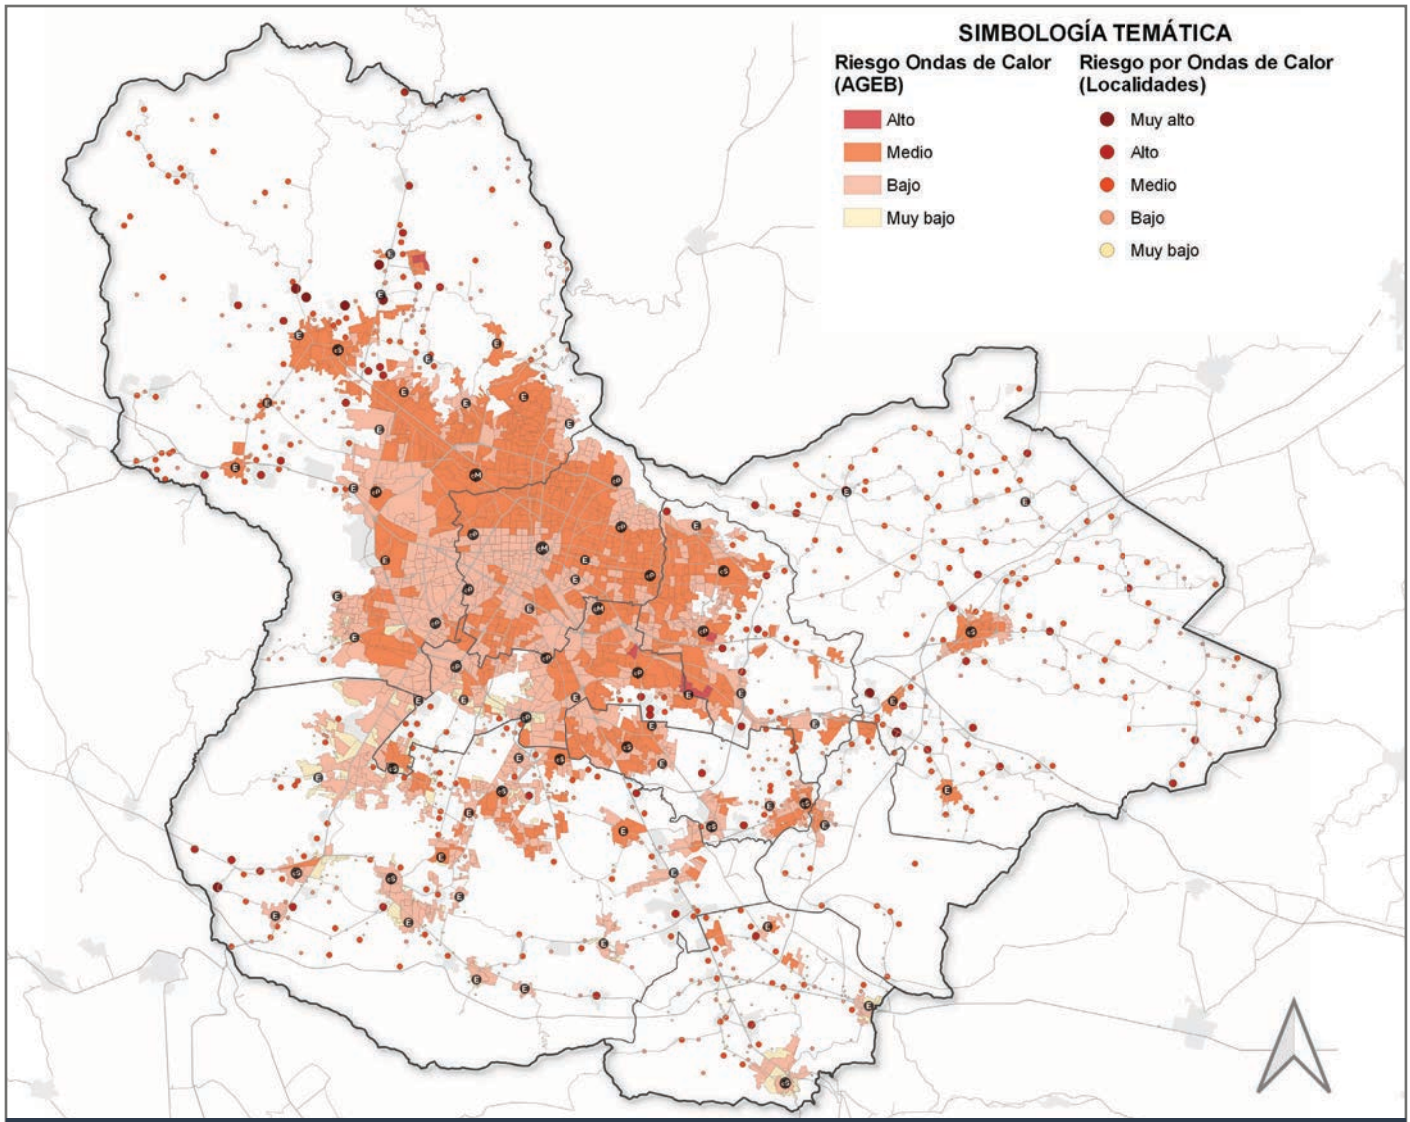 SIMBOLOGÍA TEMÁTICA
Riesgo Ondas de Calor
(AGEB)
Alto
Medio
Bajo
Muy bajo
Riesgo por Ondas de Calor
(Localidades)
Muy alto
Alto
Medio
Bajo
Muy bajo